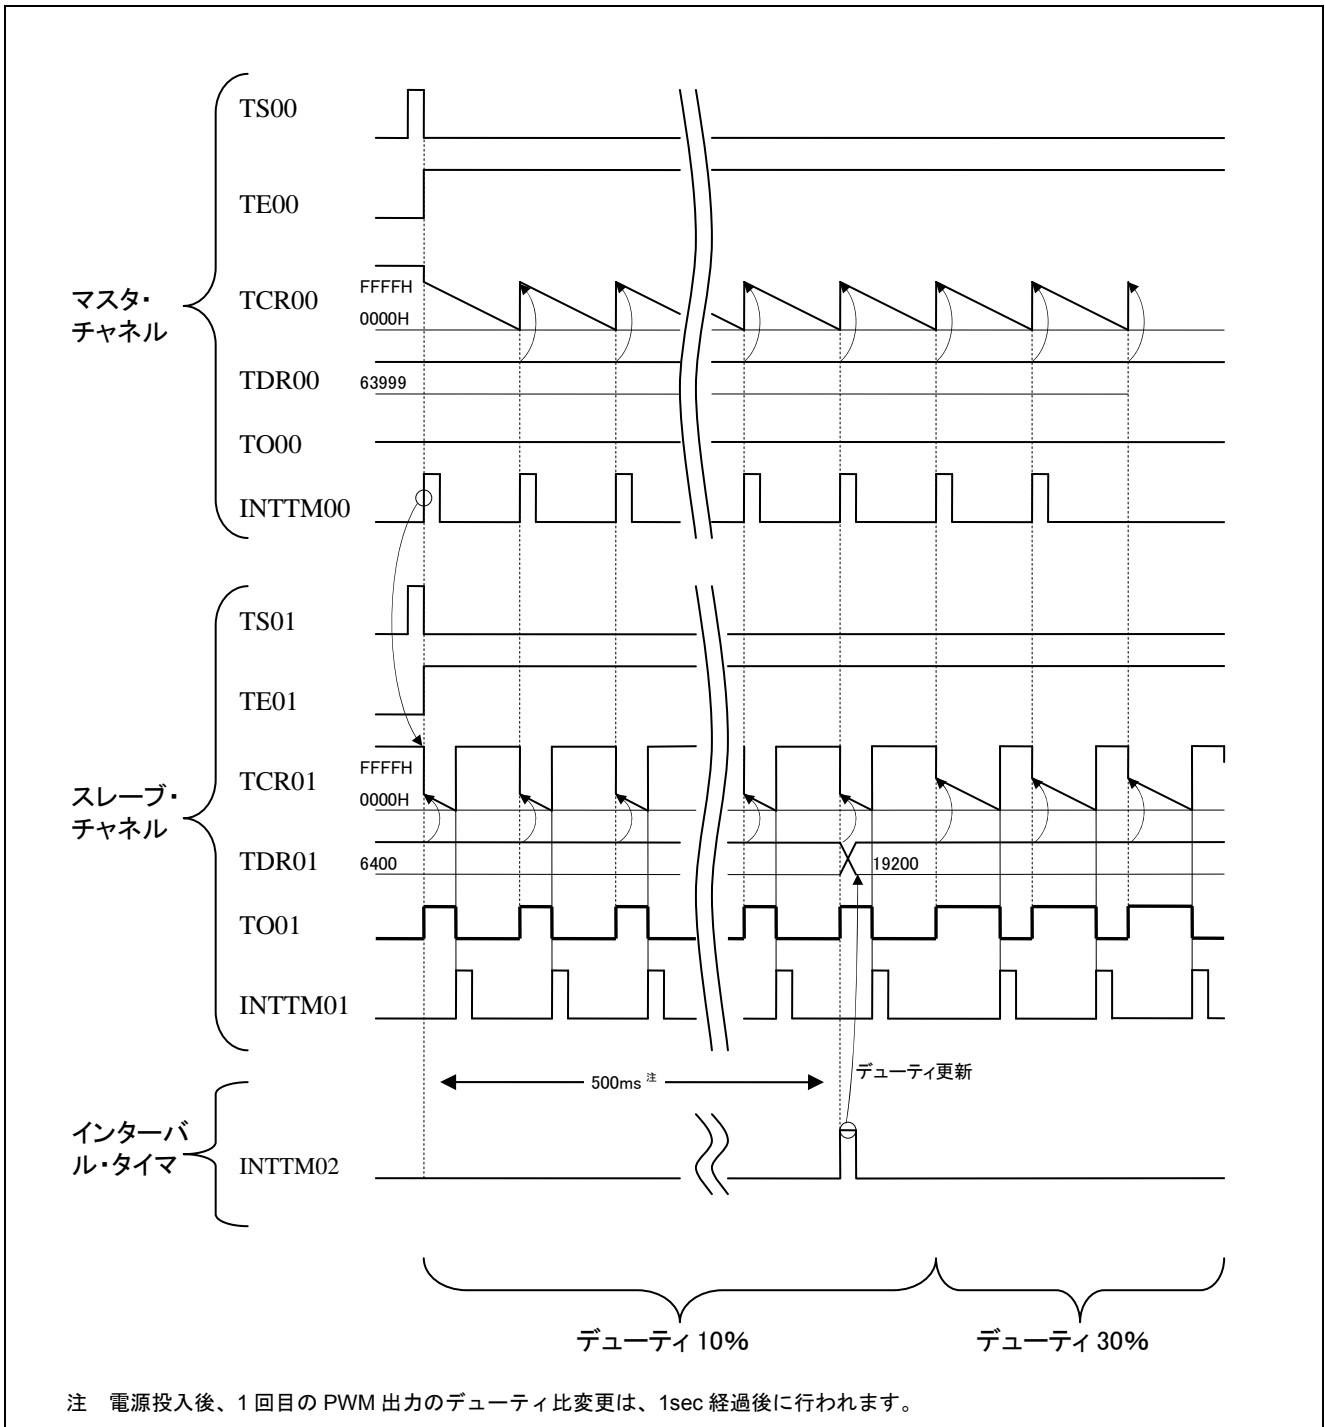 マスタ・
チャネル
TS00
TE00
TCR00
FFFFH
0000H
TDR00
63999
TO00
INTTM00
スレーブ・
チャネル
TS01
TE01
TCR01
FFFFH
0000H
TDR01
6400
19200
TO01
INTTM01
500ms 注
デューティ更新
インターバ
ル・タイマ
INTTM02
デューティ10%
デューティ30%
注 電源投入後、1 回目の PWM 出力のデューティ比変更は、1sec 経過後に行われます。